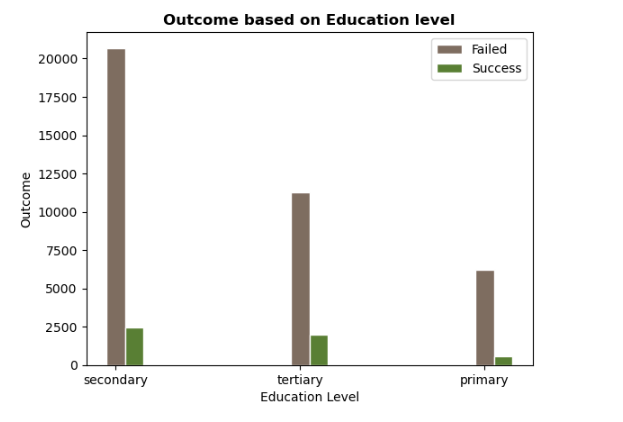 Outcome based on Education level
Failed
Success
20000
17500
15000
12500
10000
7500
5000
2500
0
Outcome
secondary
tertiary
primary
Education Level